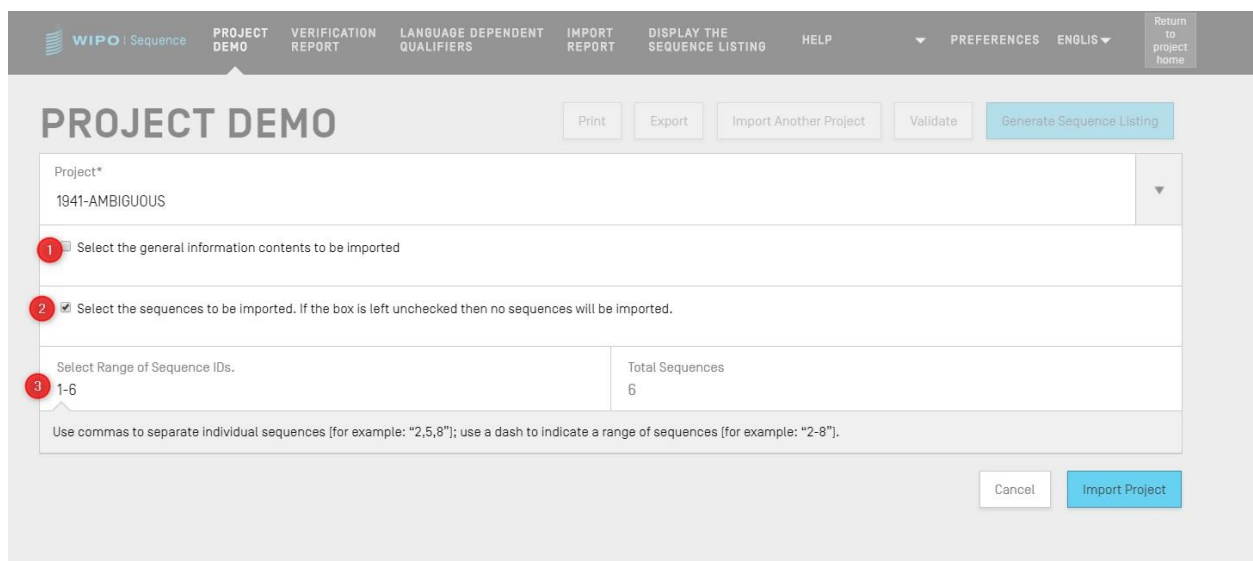 WIPO | Sequence
PROJECT DEMO
VERIFICATION REPORT
LANGUAGE DEPENDENT QUALIFIERS
IMPORT REPORT
DISPLAY THE SEQUENCE LISTING
HELP
PREFERENCES
ENGLIS
Return to project home
PROJECT DEMO
Print
Export
Import Another Project
Validate
Generate Sequence Listing
Project*
1941-AMBIGUOUS
1
Select the general information contents to be imported
2
Select the sequences to be imported. If the box is left unchecked then no sequences will be imported.
Select Range of Sequence IDs.
Total Sequences
3
1-6
6
Use commas to separate individual sequences [for example: “2,5,8”]; use a dash to indicate a range of sequences [for example: “2-8”].
Cancel
Import Project